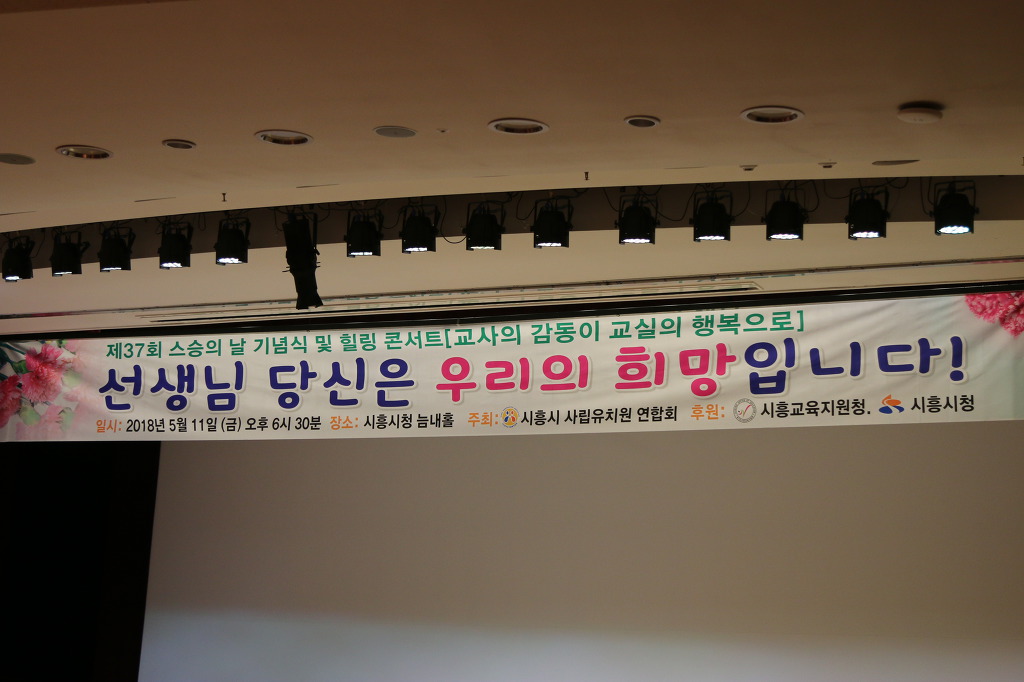 제37회 스승의 날 기념식 및 힐링 콘서트[교사의 감동이 교실의 행복으로]
선생님 당신은 우리의 희망입니다!
일시: 2018년 5월 11일 (금) 오후 6시 30분 장소: 시흥시청 늠내홀 주최: 시흥시 사립유치원 연합회 후원: 시흥교육지원청. 시흥시청